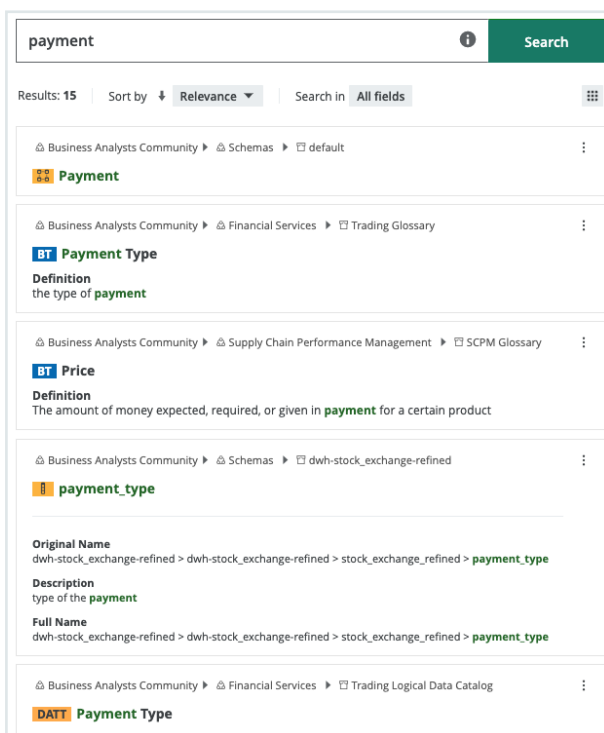 payment
Search
Results: 15 Sort by Relevance Search in All fields
Business Analysts Community Schemas default
Payment
Business Analysts Community Financial Services Trading Glossary
BT Payment Type
Definition
the type of payment
Business Analysts Community Supply Chain Performance Management SCPM Glossary
BT Price
Definition
The amount of money expected, required, or given in payment for a certain product
Business Analysts Community Schemas dwh-stock_exchange-refined
payment_type
Original Name
dwh-stock_exchange-refined > dwh-stock_exchange-refined > stock_exchange_refined > payment_type
Description
type of the payment
Full Name
dwh-stock_exchange-refined > dwh-stock_exchange-refined > stock_exchange_refined > payment_type
Business Analysts Community Financial Services Trading Logical Data Catalog
DATT Payment Type